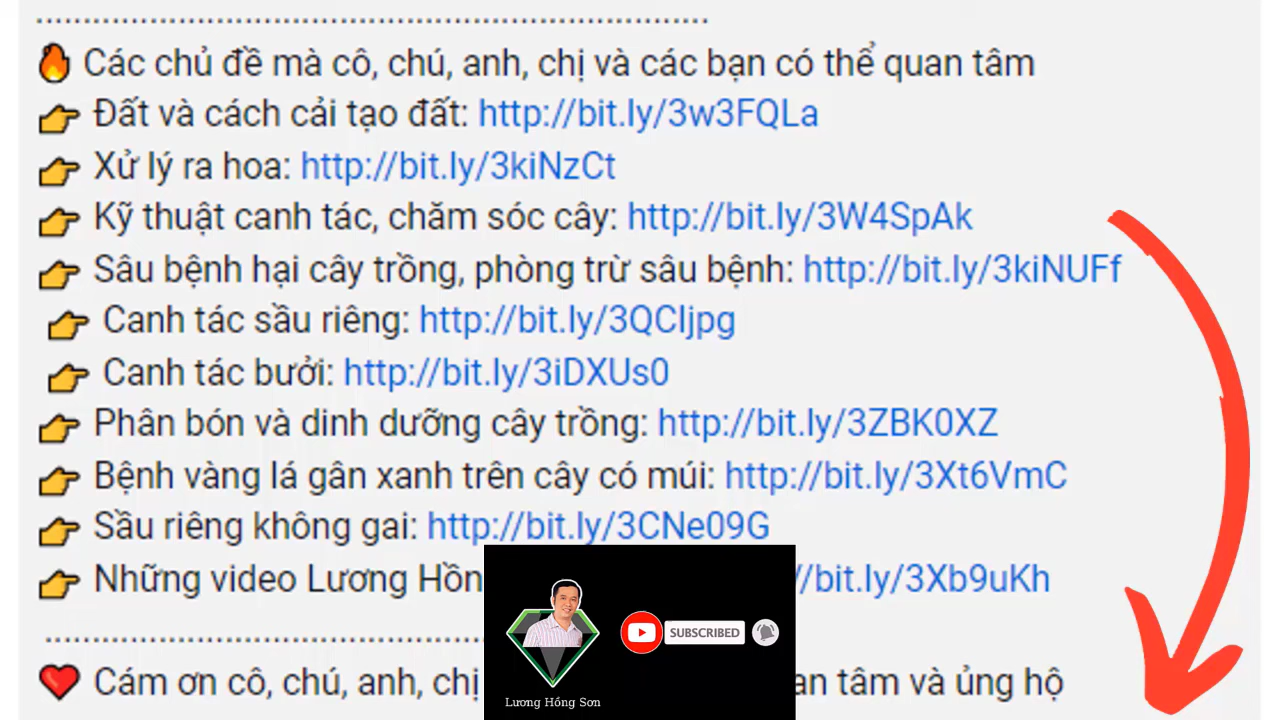 🔥 Các chủ đề mà cô, chú, anh, chị và các bạn có thể quan tâm
👉 Đất và cách cải tạo đất: http://bit.ly/3w3FQLa
👉 Xử lý ra hoa: http://bit.ly/3kiNzCt
👉 Kỹ thuật canh tác, chăm sóc cây: http://bit.ly/3W4SpAk
👉 Sâu bệnh hại cây trồng, phòng trừ sâu bệnh: http://bit.ly/3kiNUFf
👉 Canh tác sầu riêng: http://bit.ly/3QCIjpg
👉 Canh tác bưởi: http://bit.ly/3iDXUs0
👉 Phân bón và dinh dưỡng cây trồng: http://bit.ly/3ZBK0XZ
👉 Bệnh vàng lá gân xanh trên cây có múi: http://bit.ly/3Xt6VmC
👉 Sầu riêng không gai: http://bit.ly/3CNe09G
👉 Những video Lương Hồn //bit.ly/3Xb9uKh
SUBSCRIBED
❤️ Cám ơn cô, chú, anh, chị an tâm và ủng hộ
Lương Hồng Sơn